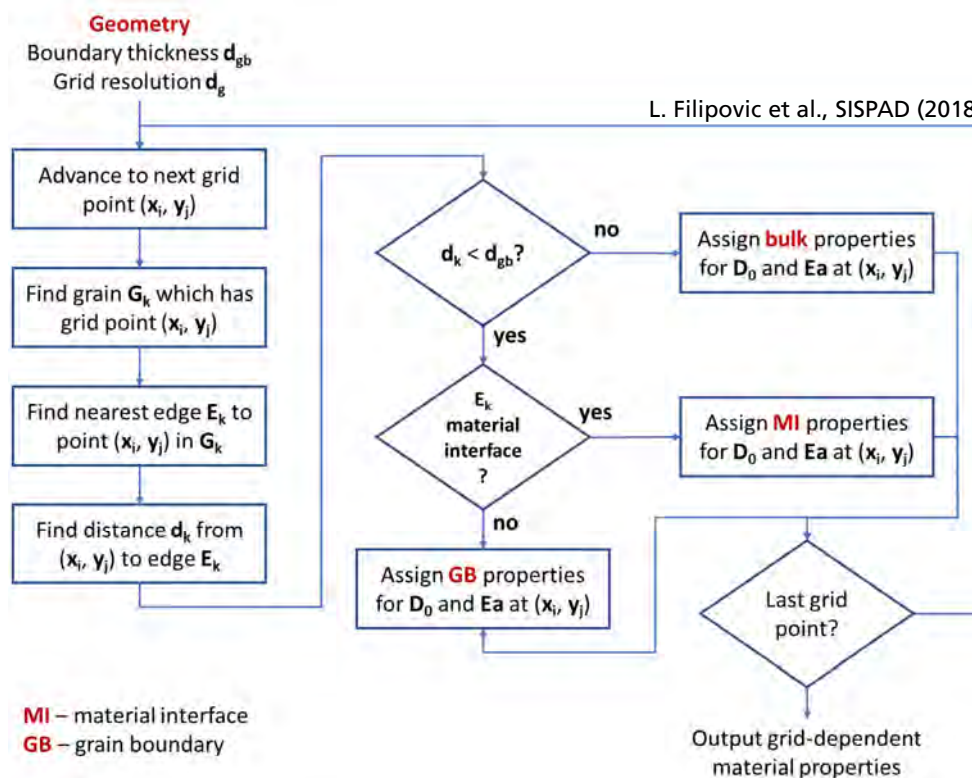 Geometry
Boundary thickness d_gb
Grid resolution d_g
L. Filipovic et al., SISPAD (2018
Advance to next grid
point (x_i, y_j)
Find grain G_k which has
grid point (x_i, y_j)
Find nearest edge E_k to
point (x_i, y_j) in G_k
Find distance d_k from
(x_i, y_j) to edge E_k
d_k < d_gb?
no
yes
Assign bulk properties
for D_0 and Ea at (x_i, y_j)
E_k
material
interface
?
yes
no
Assign MI properties
for D_0 and Ea at (x_i, y_j)
Assign GB properties
for D_0 and Ea at (x_i, y_j)
Last grid
point?
Output grid-dependent
material properties
MI – material interface
GB – grain boundary